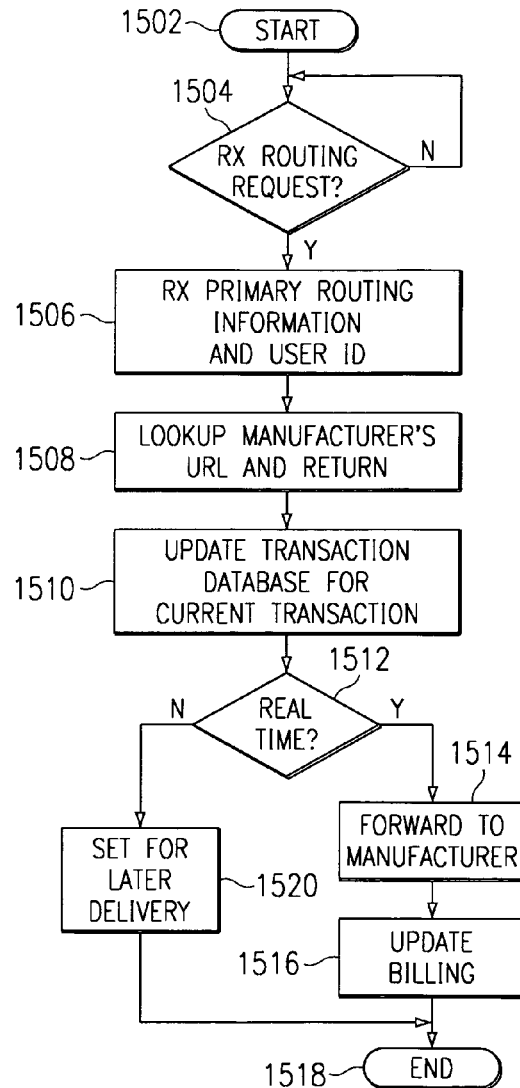 1502
START
1504
RX ROUTING
REQUEST?
N
Y
1506
RX PRIMARY ROUTING
INFORMATION
AND USER ID
1508
LOOKUP MANUFACTURER'S
URL AND RETURN
1510
UPDATE TRANSACTION
DATABASE FOR
CURRENT TRANSACTION
1512
N
REAL
TIME?
Y
1514
FORWARD TO
MANUFACTURER
SET FOR
LATER
DELIVERY
1520
1516
UPDATE
BILLING
1518
END